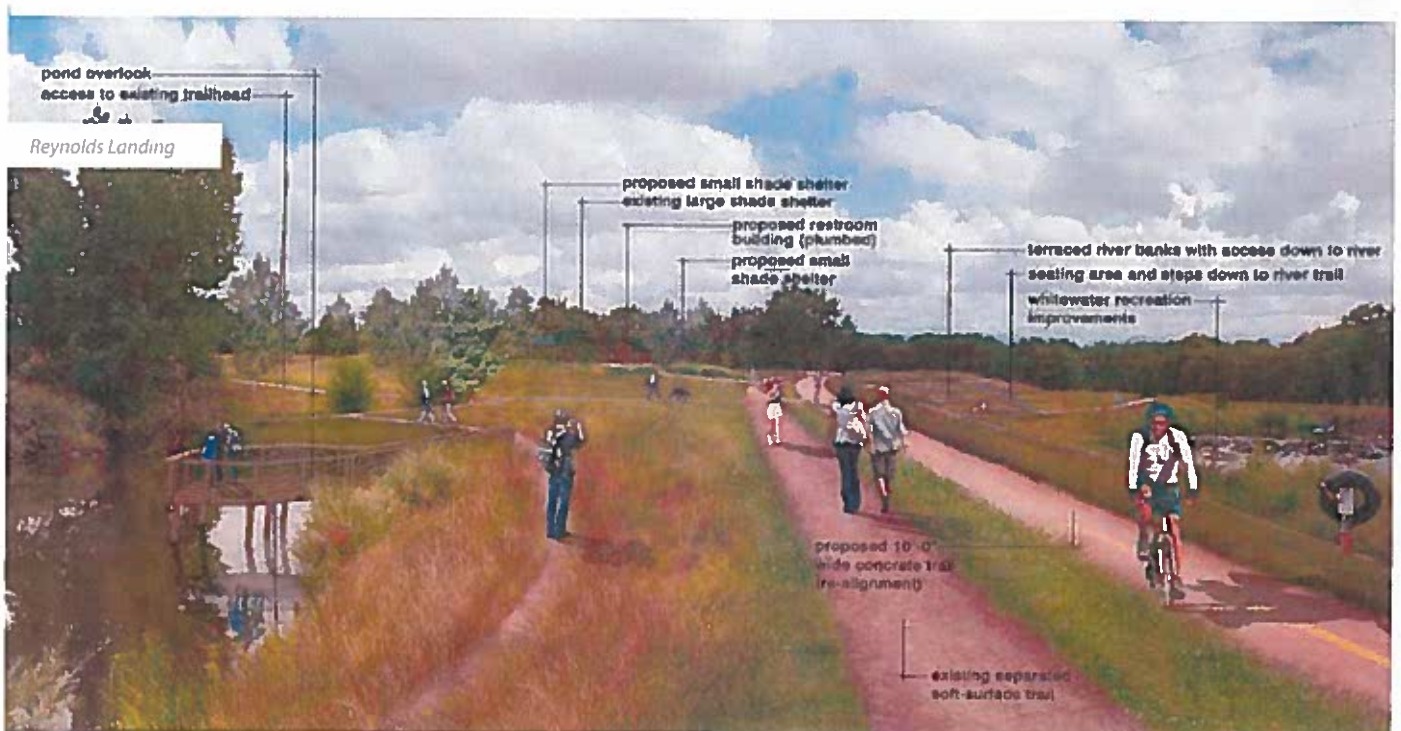 pond overlook
access to existing trailhead
Reynolds Landing
proposed small shade shelter
existing large shade shelter
proposed restroom
building (plumbed)
proposed small
shade shelter
terraced river banks with access down to river
seating area and steps down to river trail
whitewater recreation
improvements
proposed 10'-0"
wide concrete trail
(re-alignment)
existing separated
soft-surface trail